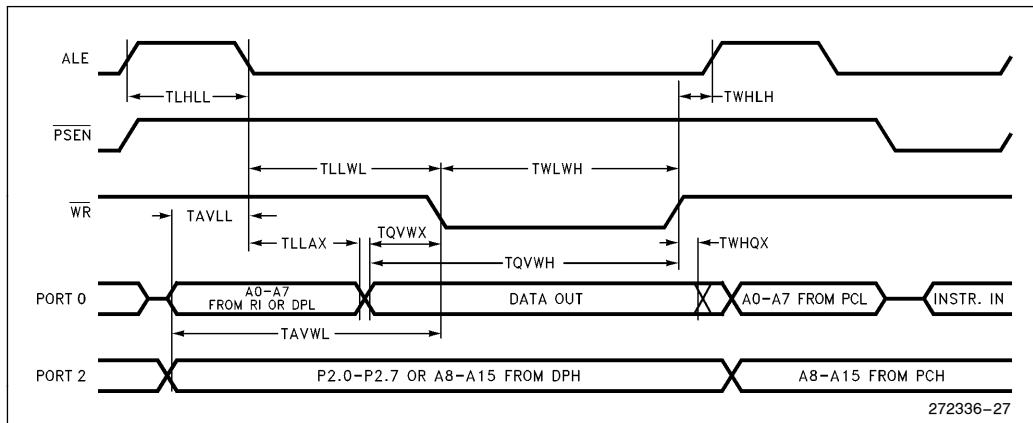 ALE
TLHLL
TWHLH
PSEN
TLLWL
TWLWH
WR
TAVLL
TQVWX
TLLAX
TWHQX
TQVWH
PORT 0
A0-A7
FROM RI OR DPL
DATA OUT
A0-A7 FROM PCL
INSTR. IN
TAVWL
PORT 2
P2.0-P2.7 OR A8-A15 FROM DPH
A8-A15 FROM PCH
272336-27